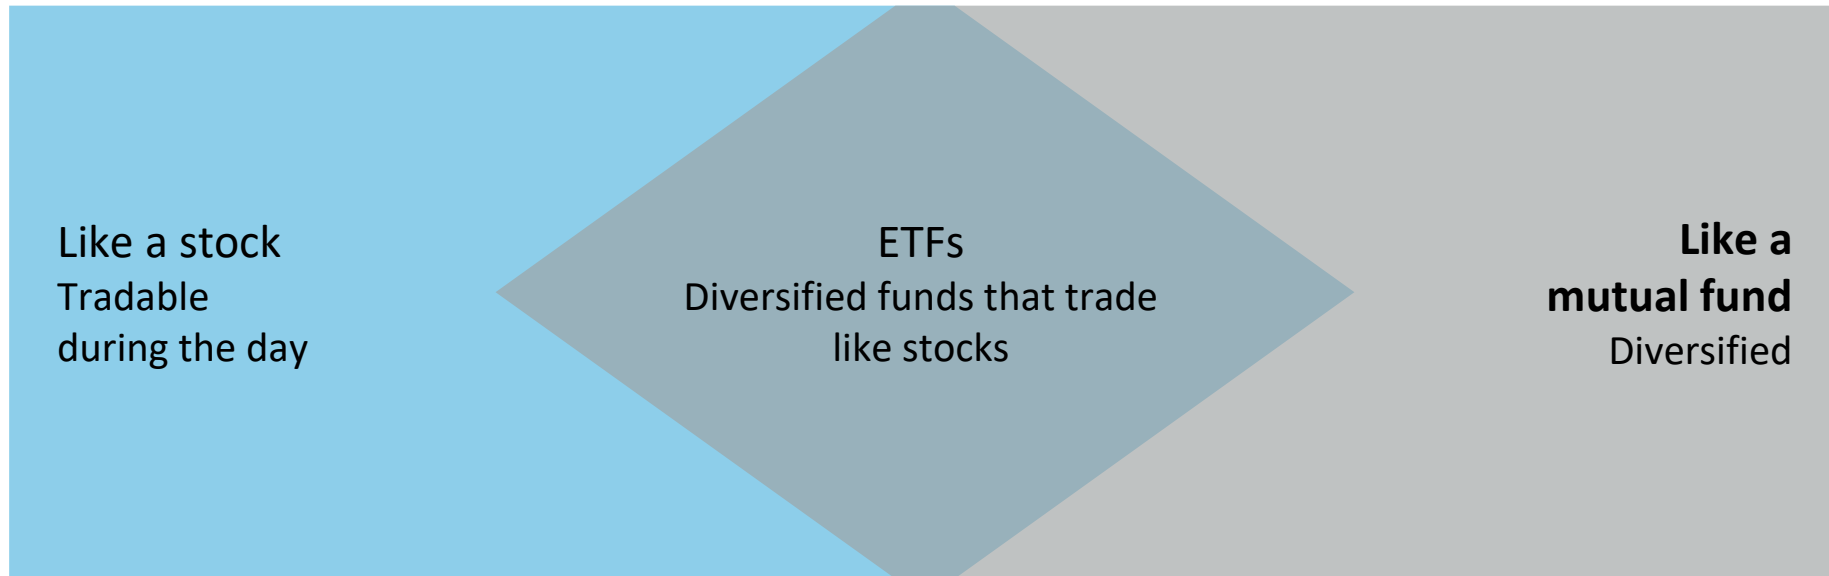 Like a stock
Tradable
during the day
ETFs
Diversified funds that trade
like stocks
Like a
mutual fund
Diversified